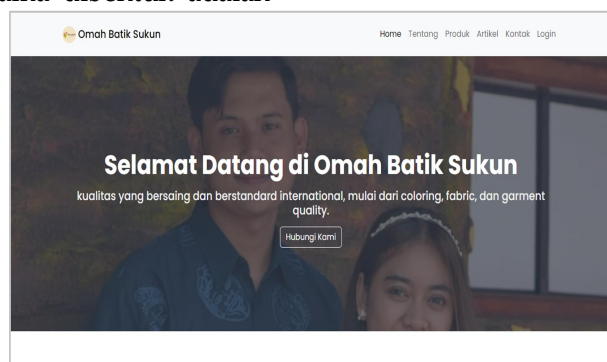 Omah Batik Sukun
Home Tentang Produk Artikel Kontak Login
Selamat Datang di Omah Batik Sukun
kualitas yang bersaing dan berstandard international, mulai dari coloring, fabric, dan garment
quality.
Hubungi Kami